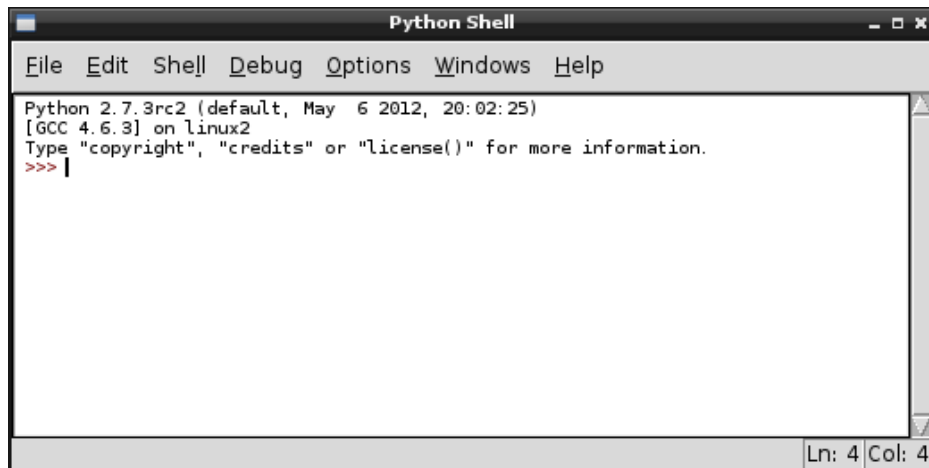 Python Shell
File Edit Shell Debug Options Windows Help
Python 2.7.3rc2 (default, May  6 2012, 20:02:25)
[GCC 4.6.3] on linux2
Type "copyright", "credits" or "license()" for more information.
>>>
Ln: 4 Col: 4